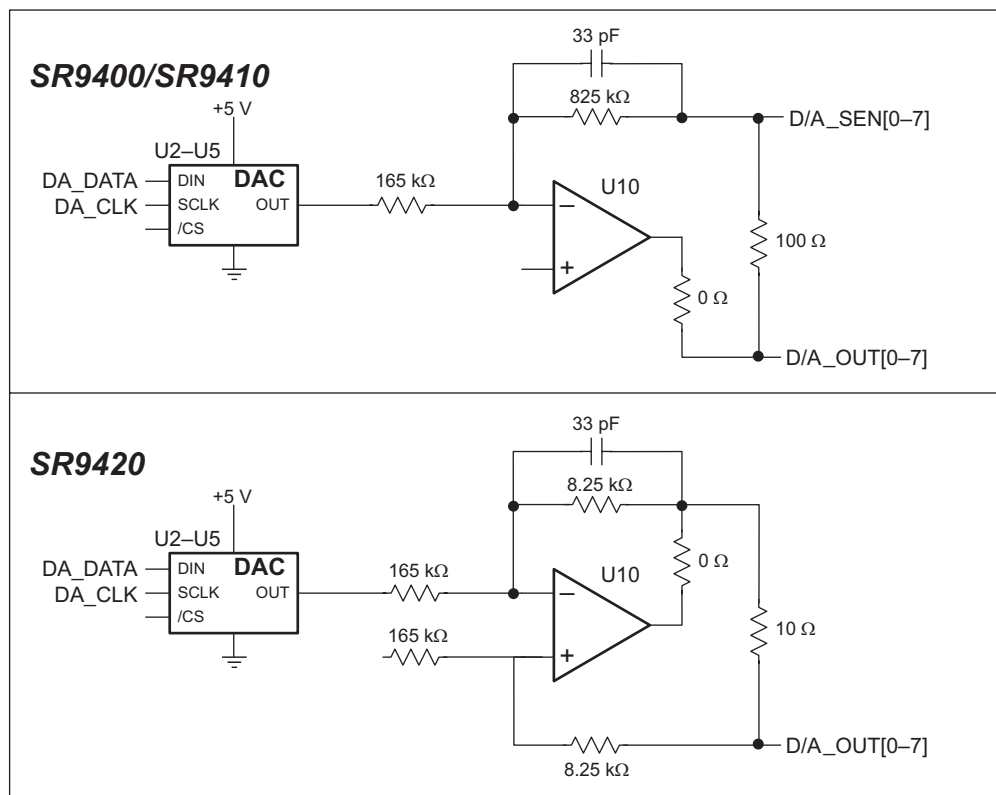 33 pF
SR9400/SR9410
825 kΩ
+5 V
D/A_SEN[0–7]
U2–U5
DA_DATA
DIN
DAC
165 kΩ
U10
DA_CLK
SCLK
OUT
–
/CS
100 Ω
+
0 Ω
D/A_OUT[0–7]
33 pF
SR9420
8.25 kΩ
+5 V
U2–U5
0 Ω
DA_DATA
DIN
DAC
165 kΩ
U10
DA_CLK
SCLK
OUT
–
/CS
165 kΩ
10 Ω
+
D/A_OUT[0–7]
8.25 kΩ